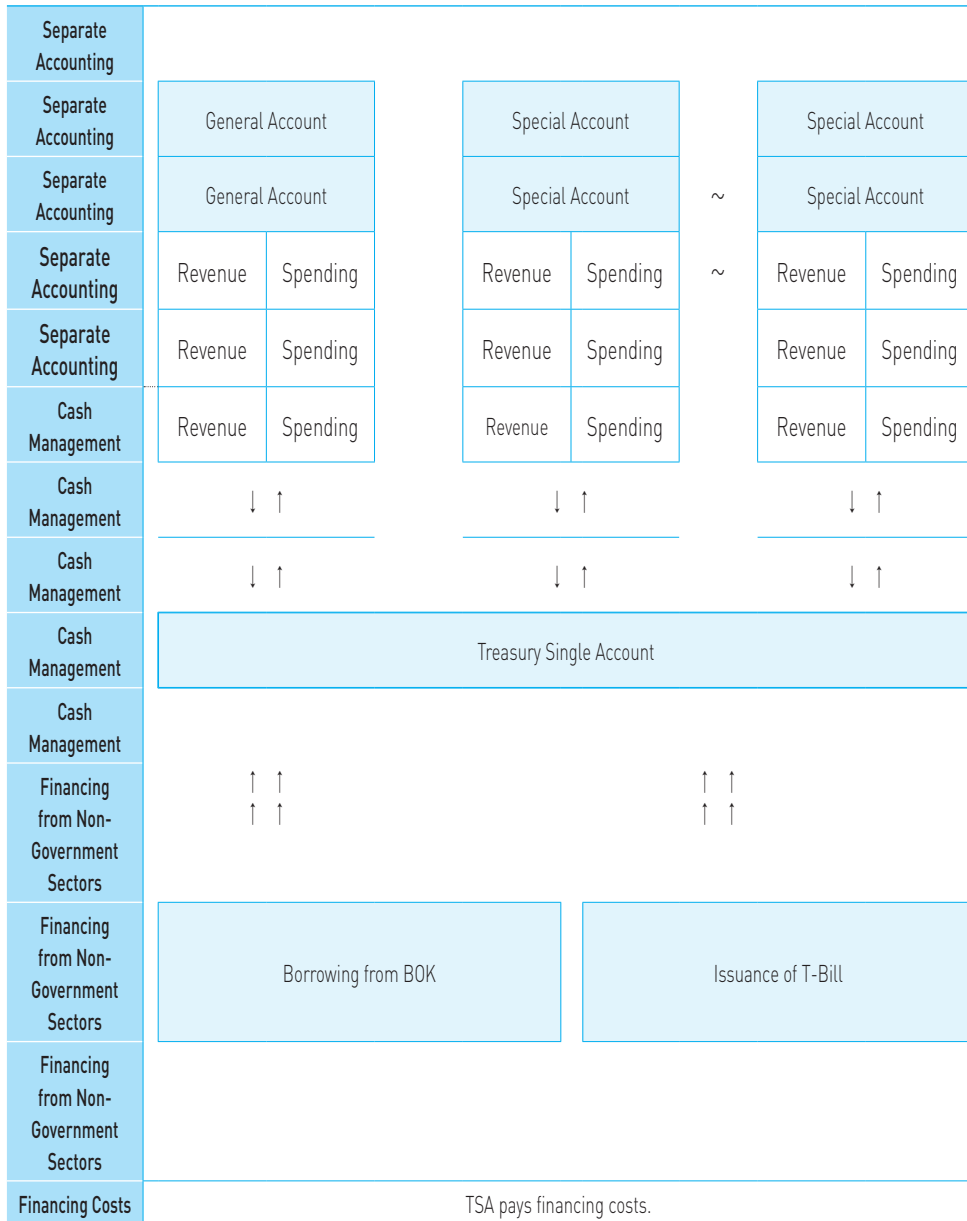 Separate
Accounting
Separate
Accounting
General Account Special Account Special Account
Separate
Accounting
General Account Special Account ~ Special Account
Separate
Accounting
Revenue Spending Revenue Spending ~ Revenue Spending
Separate
Accounting
Revenue Spending Revenue Spending Revenue Spending
Cash
Management
Revenue Spending Revenue Spending Revenue Spending
Cash
Management
↓ ↑ ↓ ↑ ↓ ↑
Cash
Management
↓ ↑ ↓ ↑ ↓ ↑
Cash
Management
Treasury Single Account
Cash
Management
Financing
from Non-
Government
Sectors
↑ ↑ ↑ ↑
↑ ↑ ↑ ↑
Financing
from Non-
Government
Sectors
Borrowing from BOK Issuance of T-Bill
Financing
from Non-
Government
Sectors
Financing Costs TSA pays financing costs.